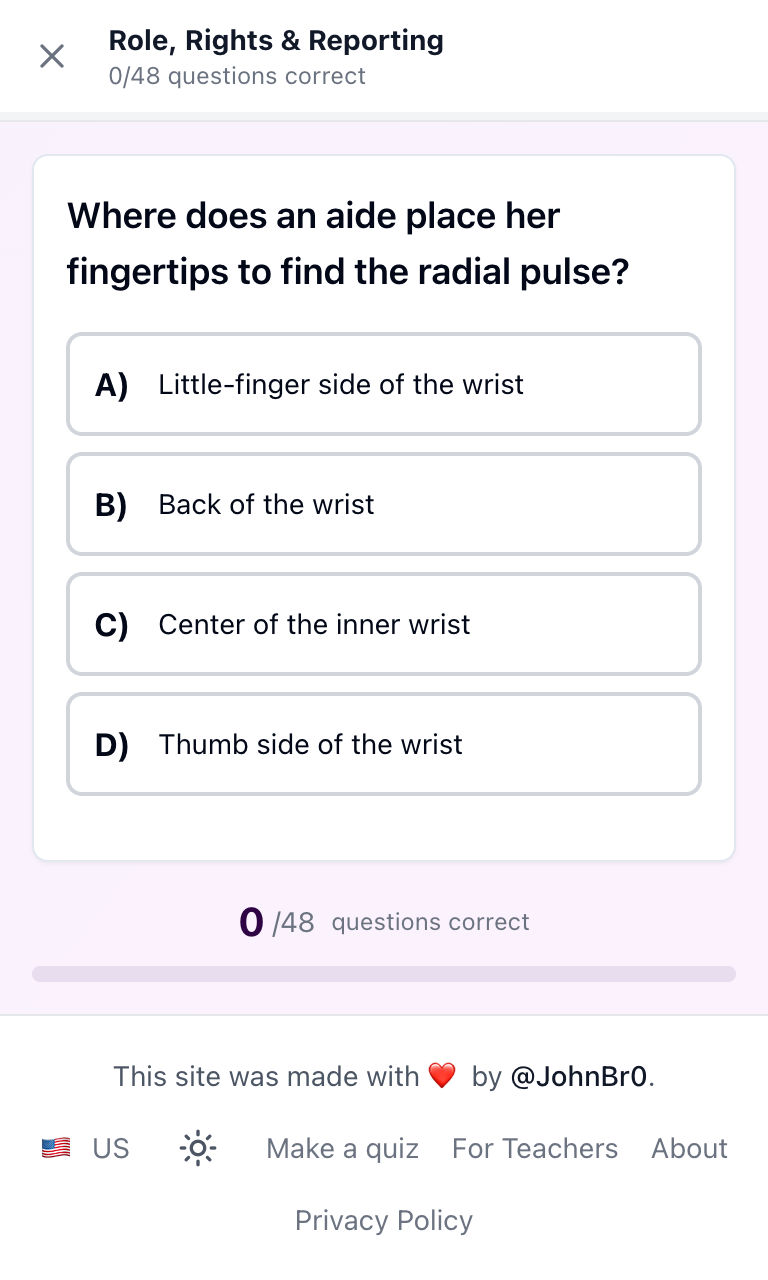 Role, Rights & Reporting
0/48 questions correct
Where does an aide place her
fingertips to find the radial pulse?
A) Little-finger side of the wrist
B) Back of the wrist
C) Center of the inner wrist
D) Thumb side of the wrist
0 /48 questions correct
This site was made with ❤️ by @JohnBr0.
🇺🇸 US Make a quiz For Teachers About
Privacy Policy